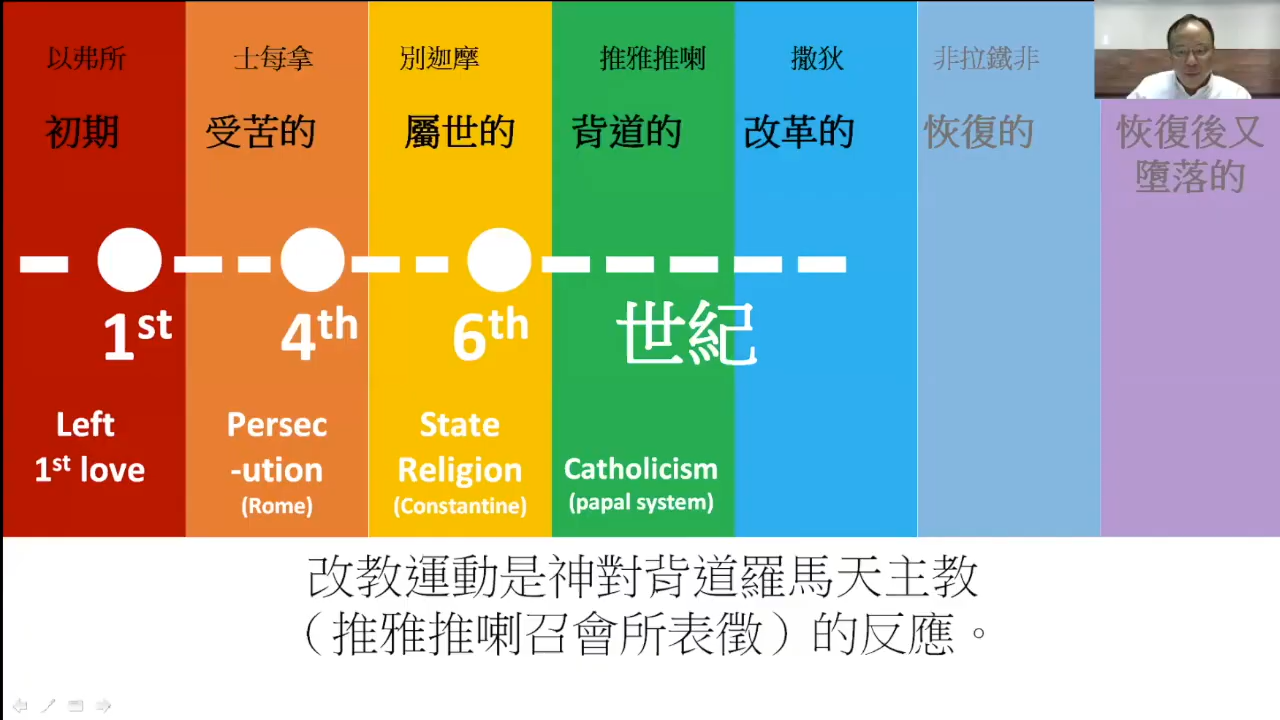 以弗所
士每拿
別迦摩
推雅推喇
撒狄
非拉鐵非
初期
受苦的
屬世的
背道的
改革的
恢復的
恢復後又
墮落的
1st
4th
6th
世紀
Left
1st love
Persec
-ution
(Rome)
State
Religion
(Constantine)
Catholicism
(papal system)
改教運動是神對背道羅馬天主教
（推雅推喇召會所表徵）的反應。